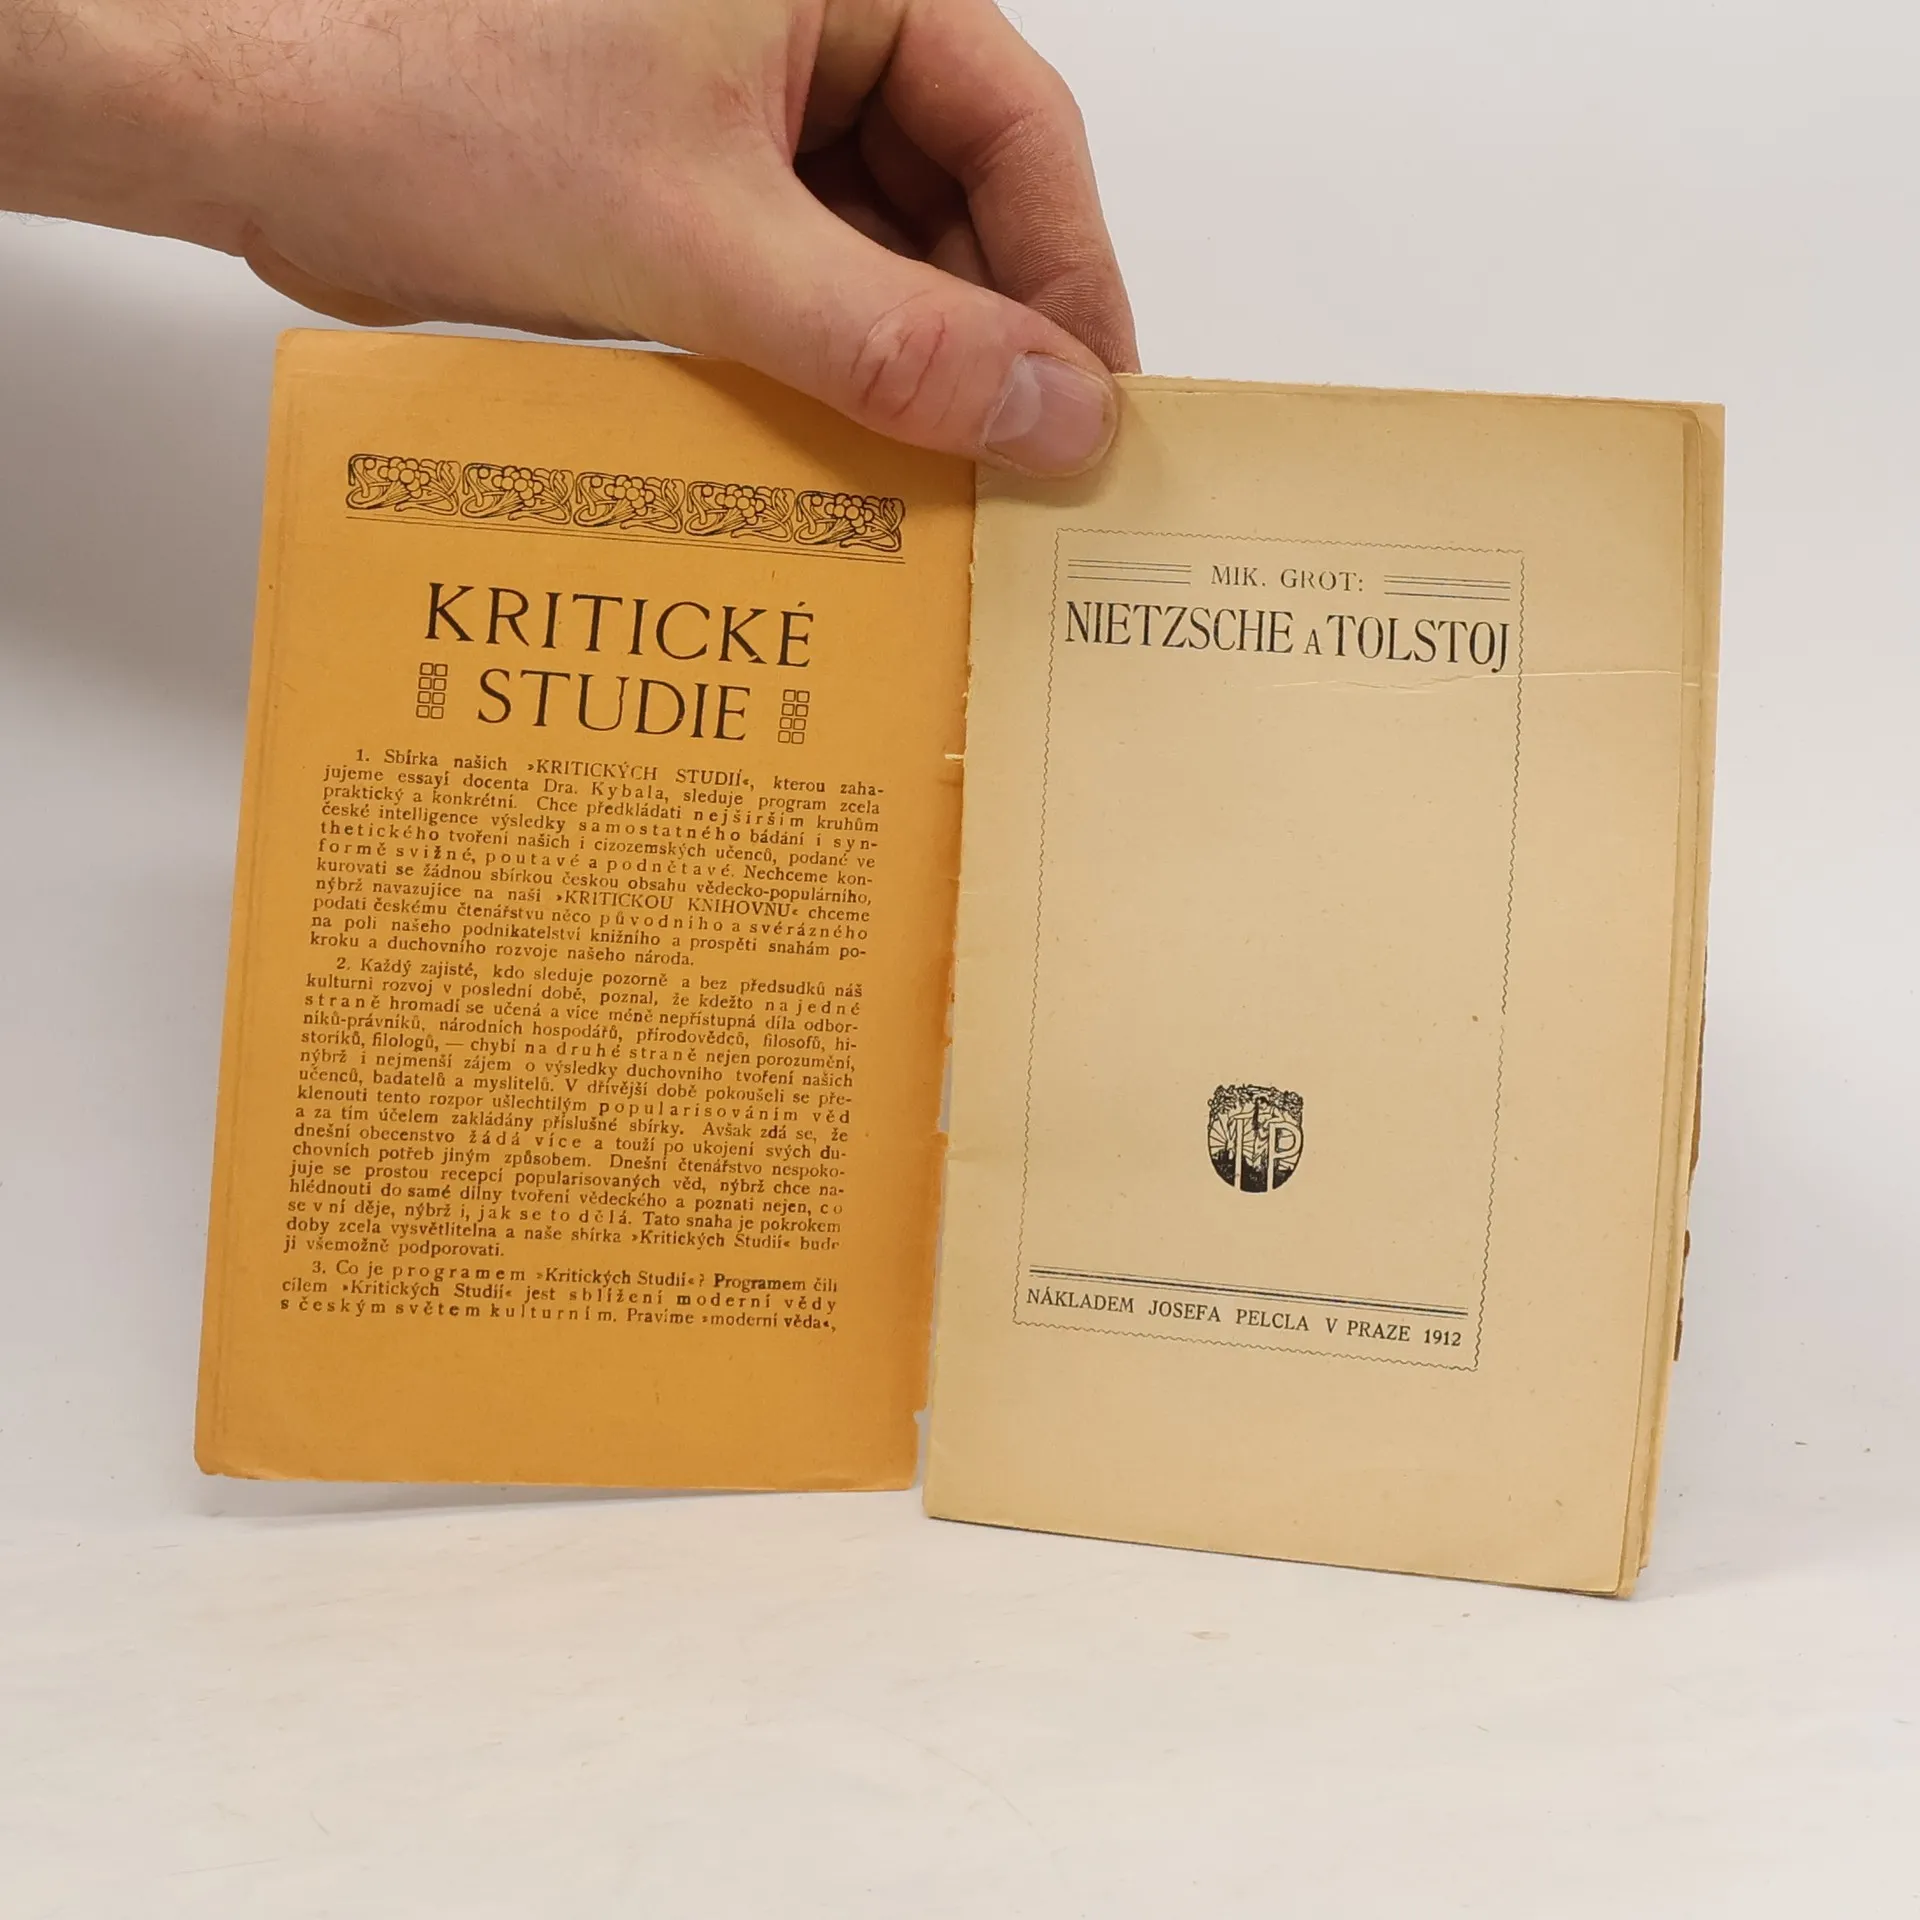 KRITICKÉ
STUDIE
1. Sbírka našich »KRITICKÝCH STUDIÍ«, kterou zaha-
jujeme essayí docenta Dra. Kybala, sleduje program zcela
praktický a konkrétní. Chce předkládati nejširším kruhům
české intelligence výsledky samostatného bádání i syn-
thetického tvoření našich i cizozemských učenců, podané ve
formě svižné, poutavé a podnětavé. Nechceme kon-
kurovati se žádnou sbírkou českou obsahu vědecko-populárního,
nýbrž navazujíce na naši »KRITICKOU KNIHOVNU« chceme
podati českému čtenářstvu něco původního a svérázného
na poli našeho podnikatelství knižního a prospěti snahám po-
kroku a duchovního rozvoje našeho národa.
2. Každý zajisté, kdo sleduje pozorně a bez předsudků náš
kulturní rozvoj v poslední době, poznal, že kdežto na jedné
straně hromadí se učená a více méně nepřístupná díla odbor-
níků-právníků, národních hospodářů, přírodovědců, filosofů, hi-
storiků, filologů, — chybí na druhé straně nejen porozumění,
nýbrž i nejmenší zájem o výsledky duchovního tvoření našich
učenců, badatelů a myslitelů. V dřívější době pokoušeli se pře-
klenouti tento rozpor ušlechtilým popularisováním věd
a za tím účelem zakládány příslušné sbírky. Avšak zdá se, že
dnešní obecenstvo žádá více a touží po ukojení svých du-
chovních potřeb jiným způsobem. Dnešní čtenářstvo nespoko-
juje se prostou recepcí popularisovaných věd, nýbrž chce na-
hlédnouti do samé dílny tvoření vědeckého a poznati nejen, co
se v ní děje, nýbrž i, jak se to dělá. Tato snaha je pokrokem
doby zcela vysvětlitelna a naše sbírka »Kritických Studií« bude
ji všemožně podporovati.
3. Co je programem »Kritických Studií«? Programem čili
cílem »Kritických Studií« jest sblížení moderní vědy
s českým světem kulturním. Pravíme »moderní věda«,
MIK. GROT:
NIETZSCHE A TOLSTOJ
JP
NÁKLADEM JOSEFA PELCLA V PRAZE 1912